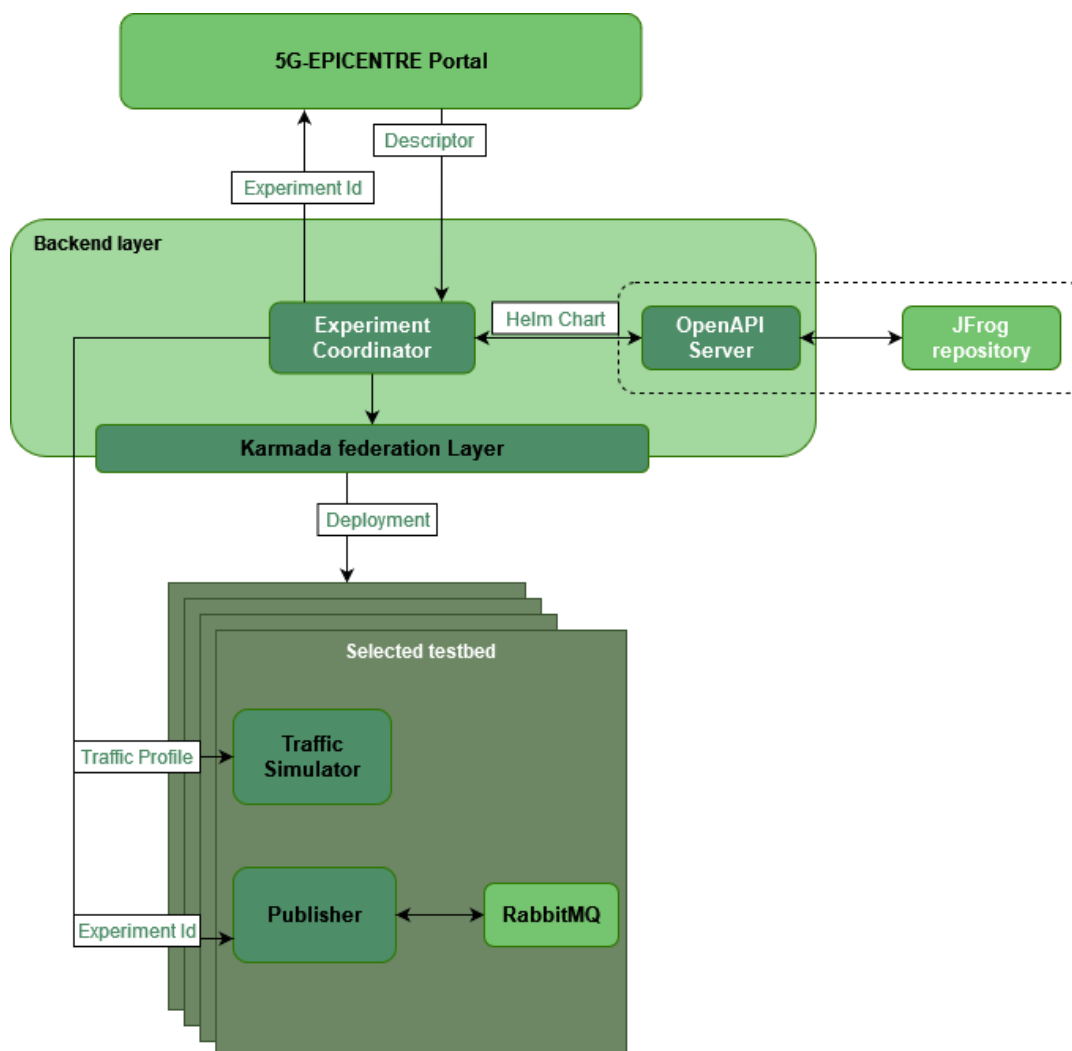 5G-EPICENTRE Portal
Descriptor
Experiment Id
Backend layer
Experiment
Coordinator
Helm Chart
OpenAPI
Server
JFrog
repository
Karmada federation Layer
Deployment
Selected testbed
Traffic Profile
Traffic
Simulator
Experiment Id
Publisher
RabbitMQ